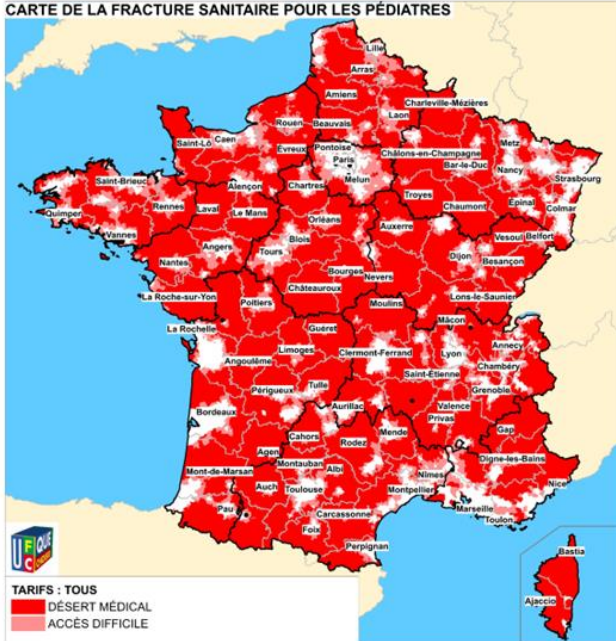 CARTE DE LA FRACTURE SANITAIRE POUR LES PÉDIATRES
Lille
Arras
Amiens
Charleville-Mézières
Rouen
Beauvais
Laon
Saint-Lô
Caen
Évreux
Pontoise
Paris
Melun
Châlons-en-Champagne
Bar-le-Duc
Metz
Nancy
Strasbourg
Saint-Brieuc
Quimper
Rennes
Vannes
Alençon
Laval
Le Mans
Chartres
Troyes
Chaumont
Épinal
Colmar
Orléans
Auxerre
Vesoul
Belfort
Nantes
Angers
Tours
Blois
Bourges
Nevers
Dijon
Besançon
Châteauroux
Lons-le-Saunier
La Roche-sur-Yon
Poitiers
Moulins
Mâcon
La Rochelle
Guéret
Limoges
Angoulême
Clermont-Ferrand
Lyon
Annecy
Chambéry
Saint-Étienne
Grenoble
Périgueux
Tulle
Aurillac
Valence
Privas
Bordeaux
Cahors
Rodez
Mende
Gap
Agen
Montauban
Albi
Digne-les-Bains
Mont-de-Marsan
Auch
Toulouse
Nîmes
Montpellier
Nice
Marseille
Toulon
Pau
Carcassonne
Foix
Perpignan
Bastia
Ajaccio
UFC QUE CHOISIR
TARIFS : TOUS
DÉSERT MÉDICAL
ACCÈS DIFFICILE